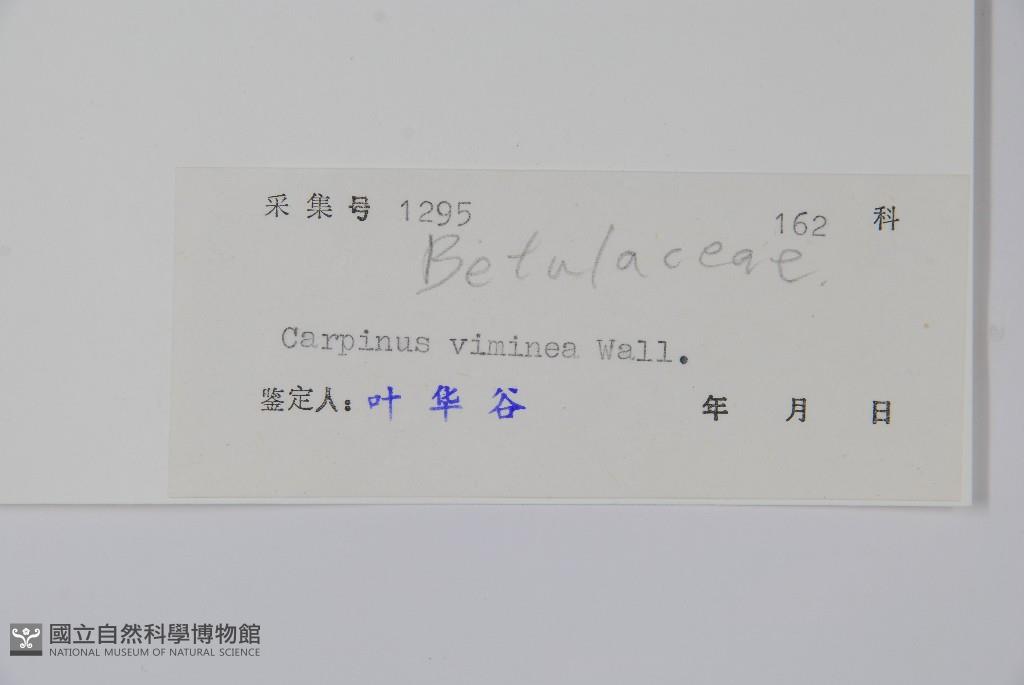 采集号 1295 162 科
Betulaceae.
Carpinus viminea Wall.
鉴定人: 叶华谷 年 月 日
國立自然科學博物館
NATIONAL MUSEUM OF NATURAL SCIENCE